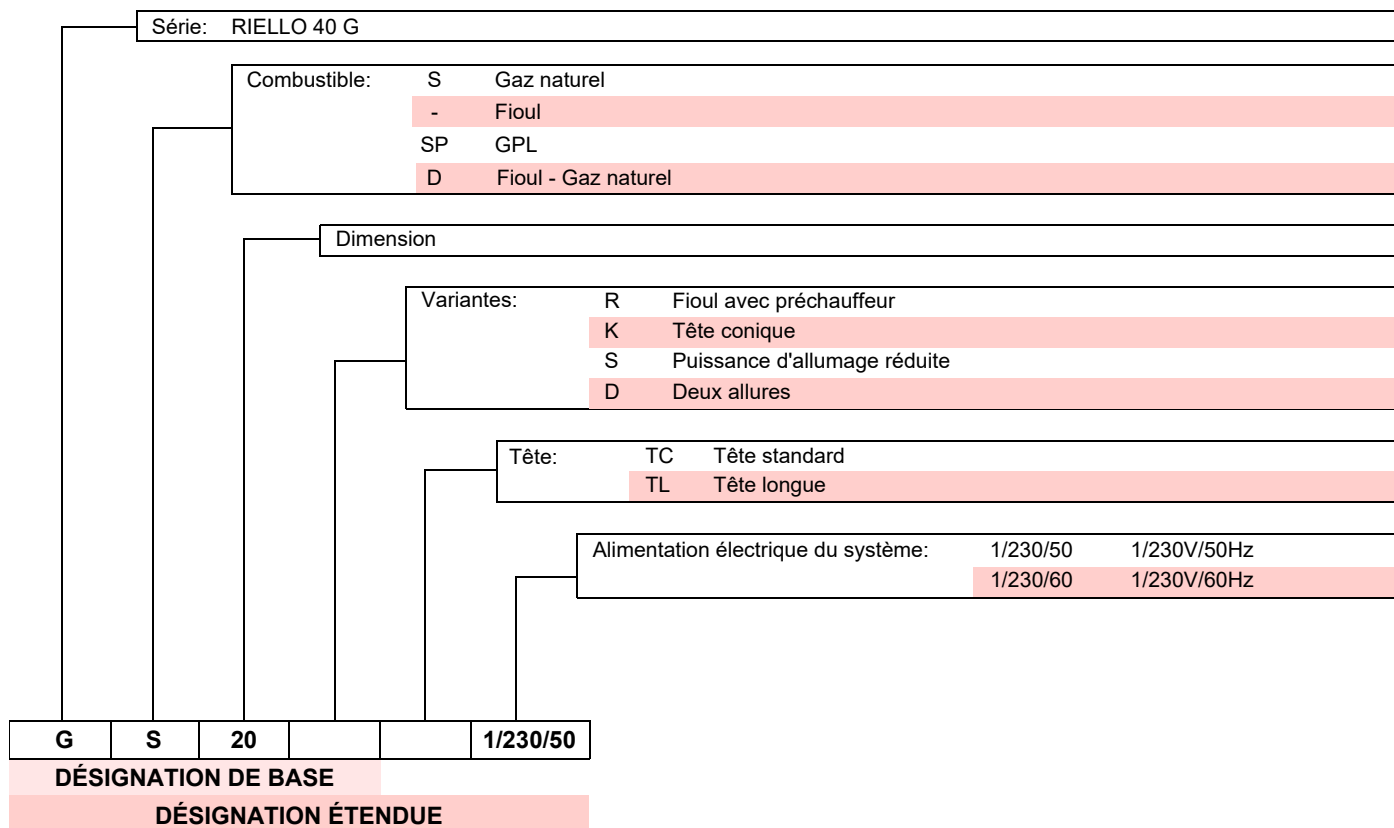 Série: RIELLO 40 G
Combustible: S Gaz naturel
- Fioul
SP GPL
D Fioul - Gaz naturel
Dimension
Variantes: R Fioul avec préchauffeur
K Tête conique
S Puissance d'allumage réduite
D Deux allures
Tête: TC Tête standard
TL Tête longue
Alimentation électrique du système: 1/230/50 1/230V/50Hz
1/230/60 1/230V/60Hz
G S 20 1/230/50
DÉSIGNATION DE BASE
DÉSIGNATION ÉTENDUE